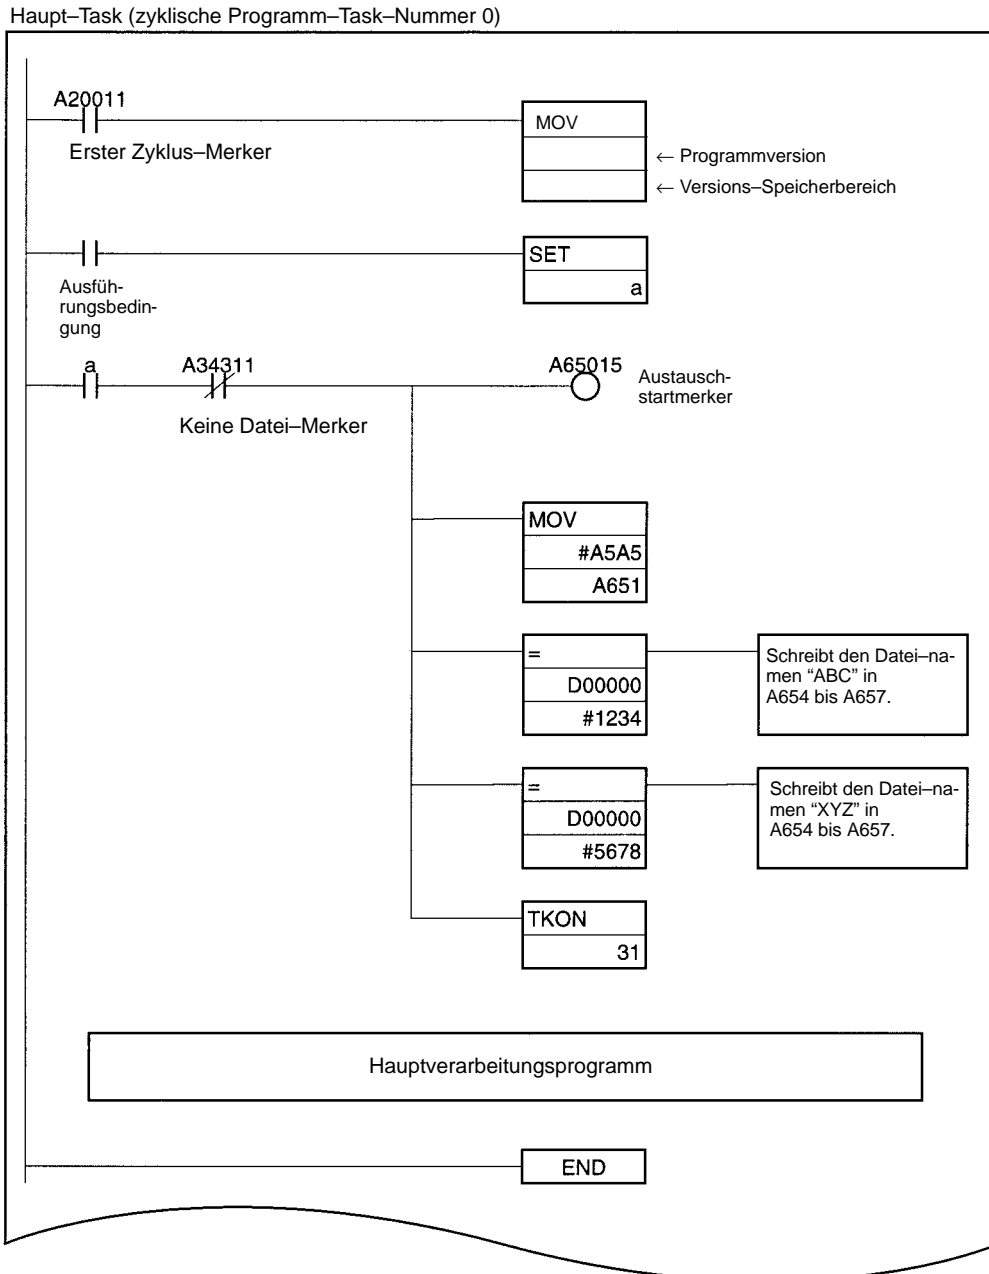 Haupt–Task (zyklische Programm–Task–Nummer 0)
A20011
Erster Zyklus–Merker
MOV
← Programmversion
← Versions–Speicherbereich
Ausfüh-
rungsbedin-
gung
SET
a
a
A34311
Keine Datei–Merker
A65015
Austausch-
startmerker
MOV
#A5A5
A651
=
D00000
#1234
Schreibt den Datei–na-
men “ABC” in
A654 bis A657.
=
D00000
#5678
Schreibt den Datei–na-
men “XYZ” in
A654 bis A657.
TKON
31
Hauptverarbeitungsprogramm
END